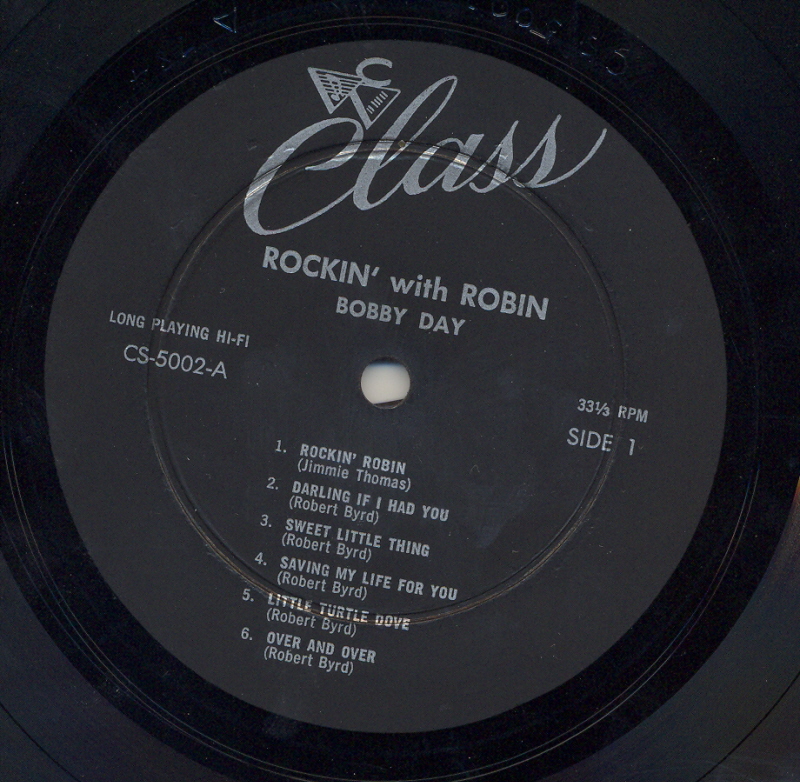 Class
ROCKIN' with ROBIN
BOBBY DAY
LONG PLAYING HI-FI
CS-5002-A
33⅓ RPM
SIDE 1
1. ROCKIN' ROBIN
(Jimmie Thomas)
2. DARLING IF I HAD YOU
(Robert Byrd)
3. SWEET LITTLE THING
(Robert Byrd)
4. SAVING MY LIFE FOR YOU
(Robert Byrd)
5. LITTLE TURTLE DOVE
(Robert Byrd)
6. OVER AND OVER
(Robert Byrd)